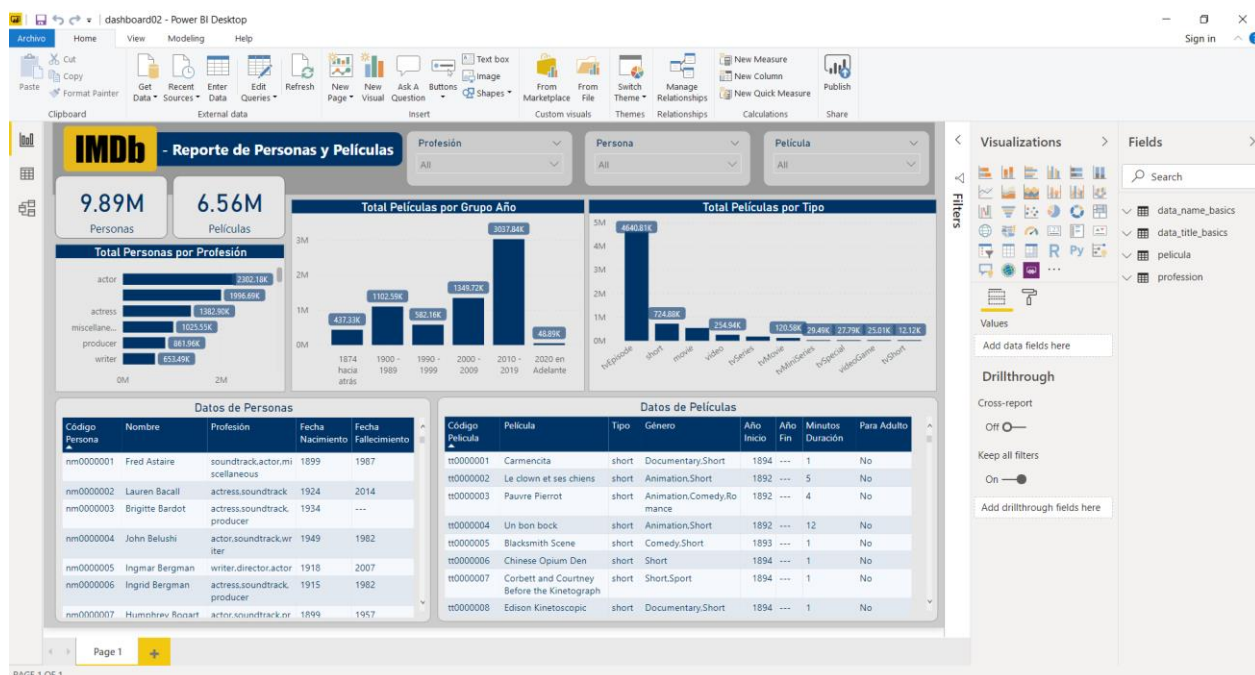 dashboard02 - Power BI Desktop
Sign in
Archivo Home View Modeling Help
Paste
Cut
Copy
Format Painter
Get Data
Recent Sources
Enter Data
Edit Queries
Refresh
New Page
New Visual
Ask A Question
Buttons
Text box
Image
Shapes
From Marketplace
From File
Switch Theme
Manage Relationships
New Measure
New Column
New Quick Measure
Publish
Clipboard
External data
Insert
Custom visuals
Themes
Relationships
Calculations
Share
IMDb - Reporte de Personas y Películas
Profesión
All
Persona
All
Película
All
9.89M
Personas
6.56M
Películas
Total Personas por Profesión
actor 2302.18K
1996.69K
actress 1382.90K
miscellane... 1025.55K
producer 861.96K
writer 653.49K
0M 2M
Total Películas por Grupo Año
3M
2M
1M
0M
437.33K
1102.59K
582.16K
1349.72K
3037.84K
48.89K
1874 hacia atrás
1900 - 1989
1990 - 1999
2000 - 2009
2010 - 2019
2020 en Adelante
Total Películas por Tipo
5M
4M
3M
2M
1M
0M
4640.81K
724.88K
254.94K
120.58K
29.49K
27.79K
25.01K
12.12K
tvEpisode
short
movie
video
tvSeries
tvMovie
tvMiniSeries
tvSpecial
videoGame
tvShort
Datos de Personas
Código Persona Nombre Profesión Fecha Nacimiento Fecha Fallecimiento
nm0000001 Fred Astaire soundtrack,actor,mi 1899 1987
scellaneous
nm0000002 Lauren Bacall actress,soundtrack 1924 2014
nm0000003 Brigitte Bardot actress,soundtrack, 1934 ---
producer
nm0000004 John Belushi actor,soundtrack,wr 1949 1982
iter
nm0000005 Ingmar Bergman writer,director,actor 1918 2007
nm0000006 Ingrid Bergman actress,soundtrack, 1915 1982
producer
nm0000007 Humphrey Bogart actor,soundtrack,pr 1899 1957
Datos de Películas
Código Pelicula Película Tipo Género Año Inicio Año Fin Minutos Duración Para Adulto
tt0000001 Carmencita short Documentary,Short 1894 --- 1 No
tt0000002 Le clown et ses chiens short Animation,Short 1892 --- 5 No
tt0000003 Pauvre Pierrot short Animation,Comedy,Ro 1892 --- 4 No
mance
tt0000004 Un bon bock short Animation,Short 1892 --- 12 No
tt0000005 Blacksmith Scene short Comedy,Short 1893 --- 1 No
tt0000006 Chinese Opium Den short Short 1894 --- 1 No
tt0000007 Corbett and Courtney short Short,Sport 1894 --- 1 No
Before the Kinetograph
tt0000008 Edison Kinetoscopic short Documentary,Short 1894 --- 1 No
Filters
Visualizations
R Py
Values
Add data fields here
Drillthrough
Cross-report
Off
Keep all filters
On
Add drillthrough fields here
Fields
Search
data_name_basics
data_title_basics
pelicula
profession
Page 1
PAGE 1 OF 1